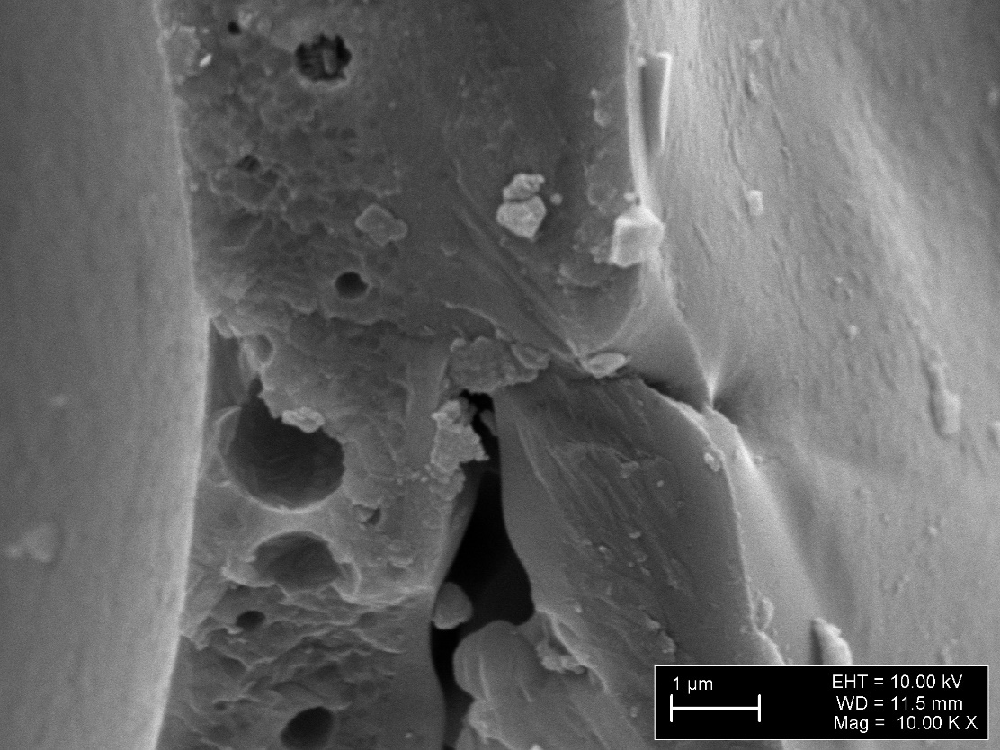 1 µm
EHT = 10.00 kV
WD = 11.5 mm
Mag = 10.00 K X